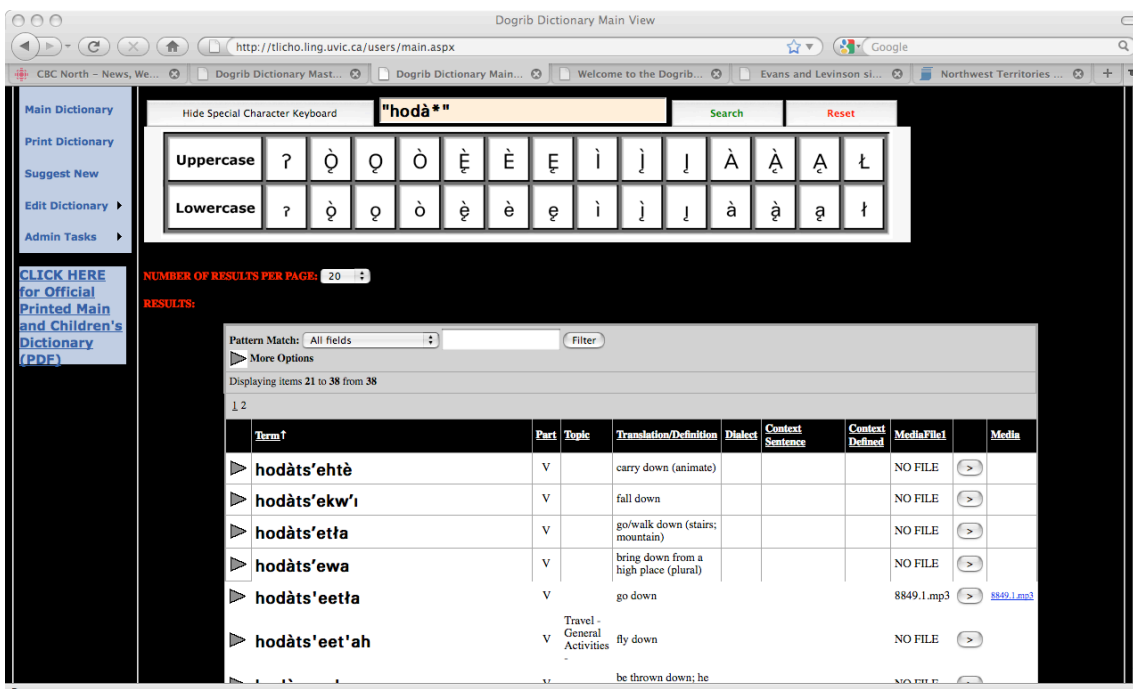 Dogrib Dictionary Main View
http://tlicho.ling.uvic.ca/users/main.aspx
Google
CBC North – News, We...
Dogrib Dictionary Mast...
Dogrib Dictionary Main...
Welcome to the Dogrib...
Evans and Levinson si...
Northwest Territories ...
Main Dictionary
Print Dictionary
Suggest New
Edit Dictionary
Admin Tasks
CLICK HERE
for Official
Printed Main
and Children's
Dictionary
(PDF)
Hide Special Character Keyboard
"hodà*"
Search
Reset
Uppercase ʔ Ǫ̀ Ǫ Ò Ę̀ È Ę Ì Į̀ Į À Ą̀ Ą Ł
Lowercase ʔ ǫ̀ ǫ ò ę̀ è ę ì į̀ į à ą̀ ą ł
NUMBER OF RESULTS PER PAGE: 20
RESULTS:
Pattern Match: All fields Filter
More Options
Displaying items 21 to 38 from 38
1 2
Term↑ Part Topic Translation/Definition Dialect Context Sentence Context Defined MediaFile1 Media
hodàts’ehtè V carry down (animate) NO FILE >
hodàts’ekw’ı V fall down NO FILE >
hodàts’etła V go/walk down (stairs; mountain) NO FILE >
hodàts’ewa V bring down from a high place (plural) NO FILE >
hodàts'eetła V go down 8849.1.mp3 > 8849.1.mp3
hodàts'eet'ah V Travel - General Activities - fly down NO FILE >
be thrown down; he